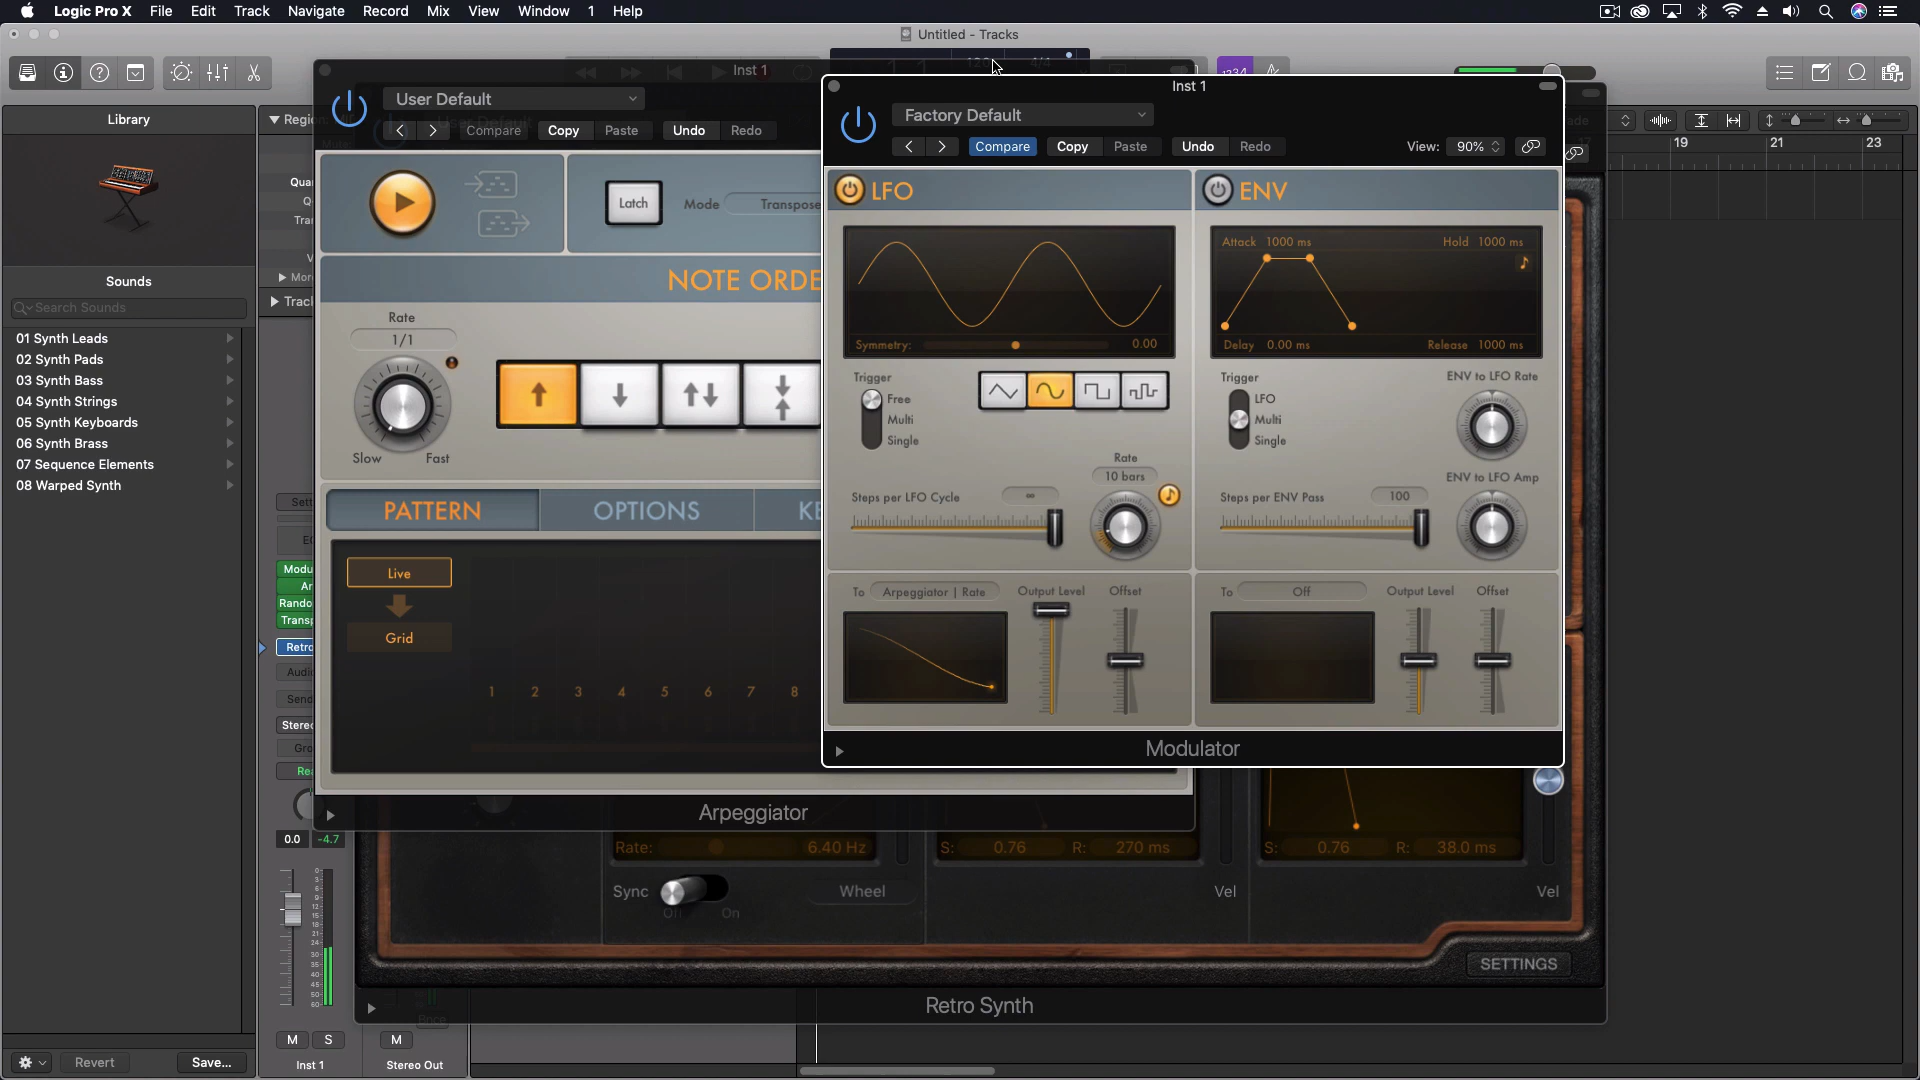 Logic Pro X File Edit Track Navigate Record Mix View Window 1 Help
Untitled - Tracks
Library
Sounds
Search Sounds
01 Synth Leads
02 Synth Pads
03 Synth Bass
04 Synth Strings
05 Synth Keyboards
06 Synth Brass
07 Sequence Elements
08 Warped Synth
Revert
Save...
0.0 -4.7
M S
M
Inst 1
Stereo Out
Bnce
Inst 1
User Default
Compare Copy Paste Undo Redo
Latch
Mode Transpose
NOTE ORDE
Rate
1/1
Slow Fast
PATTERN
OPTIONS
Live
Grid
1 2 3 4 5 6 7 8
Arpeggiator
Inst 1
Factory Default
Compare Copy Paste Undo Redo
View: 90%
LFO
Symmetry: 0.00
Trigger
Free
Multi
Single
Rate
10 bars
Steps per LFO Cycle ∞
To Arpeggiator | Rate
Output Level
Offset
ENV
Attack 1000 ms
Hold 1000 ms
Delay 0.00 ms
Release 1000 ms
Trigger
LFO
Multi
Single
ENV to LFO Rate
ENV to LFO Amp
Steps per ENV Pass 100
To Off
Output Level
Offset
Modulator
19 21 23
Rate: 6.40 Hz
S: 0.76 R: 270 ms
S: 0.76 R: 38.0 ms
Sync
Off On
Wheel
Vel
Vel
SETTINGS
Retro Synth